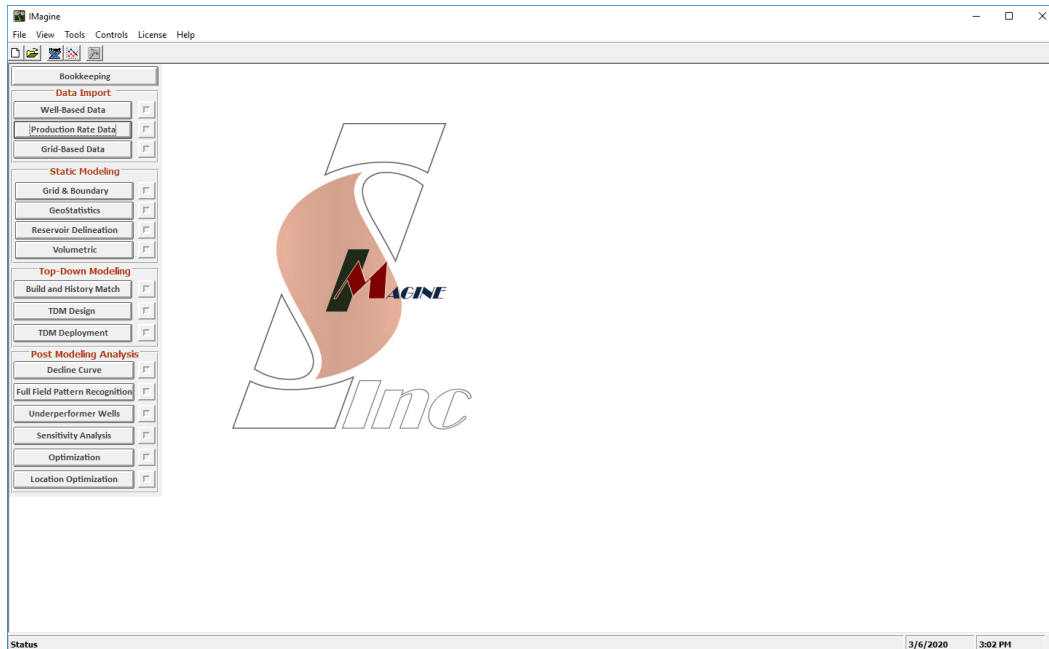 IMagine
File View Tools Controls License Help
Bookkeeping
Data Import
Well-Based Data
Production Rate Data
Grid-Based Data
Static Modeling
Grid & Boundary
GeoStatistics
Reservoir Delineation
Volumetric
Top-Down Modeling
Build and History Match
TDM Design
TDM Deployment
Post Modeling Analysis
Decline Curve
Full Field Pattern Recognition
Underperformer Wells
Sensitivity Analysis
Optimization
Location Optimization
IMAGINE
Inc
Status 3/6/2020 3:02 PM